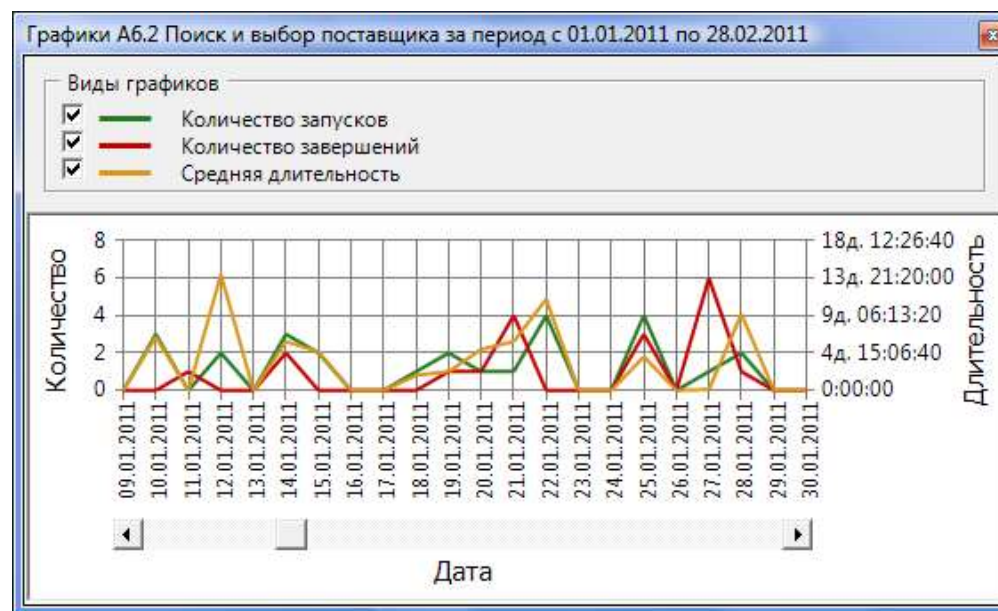 Графики А6.2 Поиск и выбор поставщика за период с 01.01.2011 по 28.02.2011
Виды графиков
Количество запусков
Количество завершений
Средняя длительность
Количество
8
6
4
2
0
18д. 12:26:40
13д. 21:20:00
9д. 06:13:20
4д. 15:06:40
0:00:00
Длительность
09.01.2011
10.01.2011
11.01.2011
12.01.2011
13.01.2011
14.01.2011
15.01.2011
16.01.2011
17.01.2011
18.01.2011
19.01.2011
20.01.2011
21.01.2011
22.01.2011
23.01.2011
24.01.2011
25.01.2011
26.01.2011
27.01.2011
28.01.2011
29.01.2011
30.01.2011
Дата